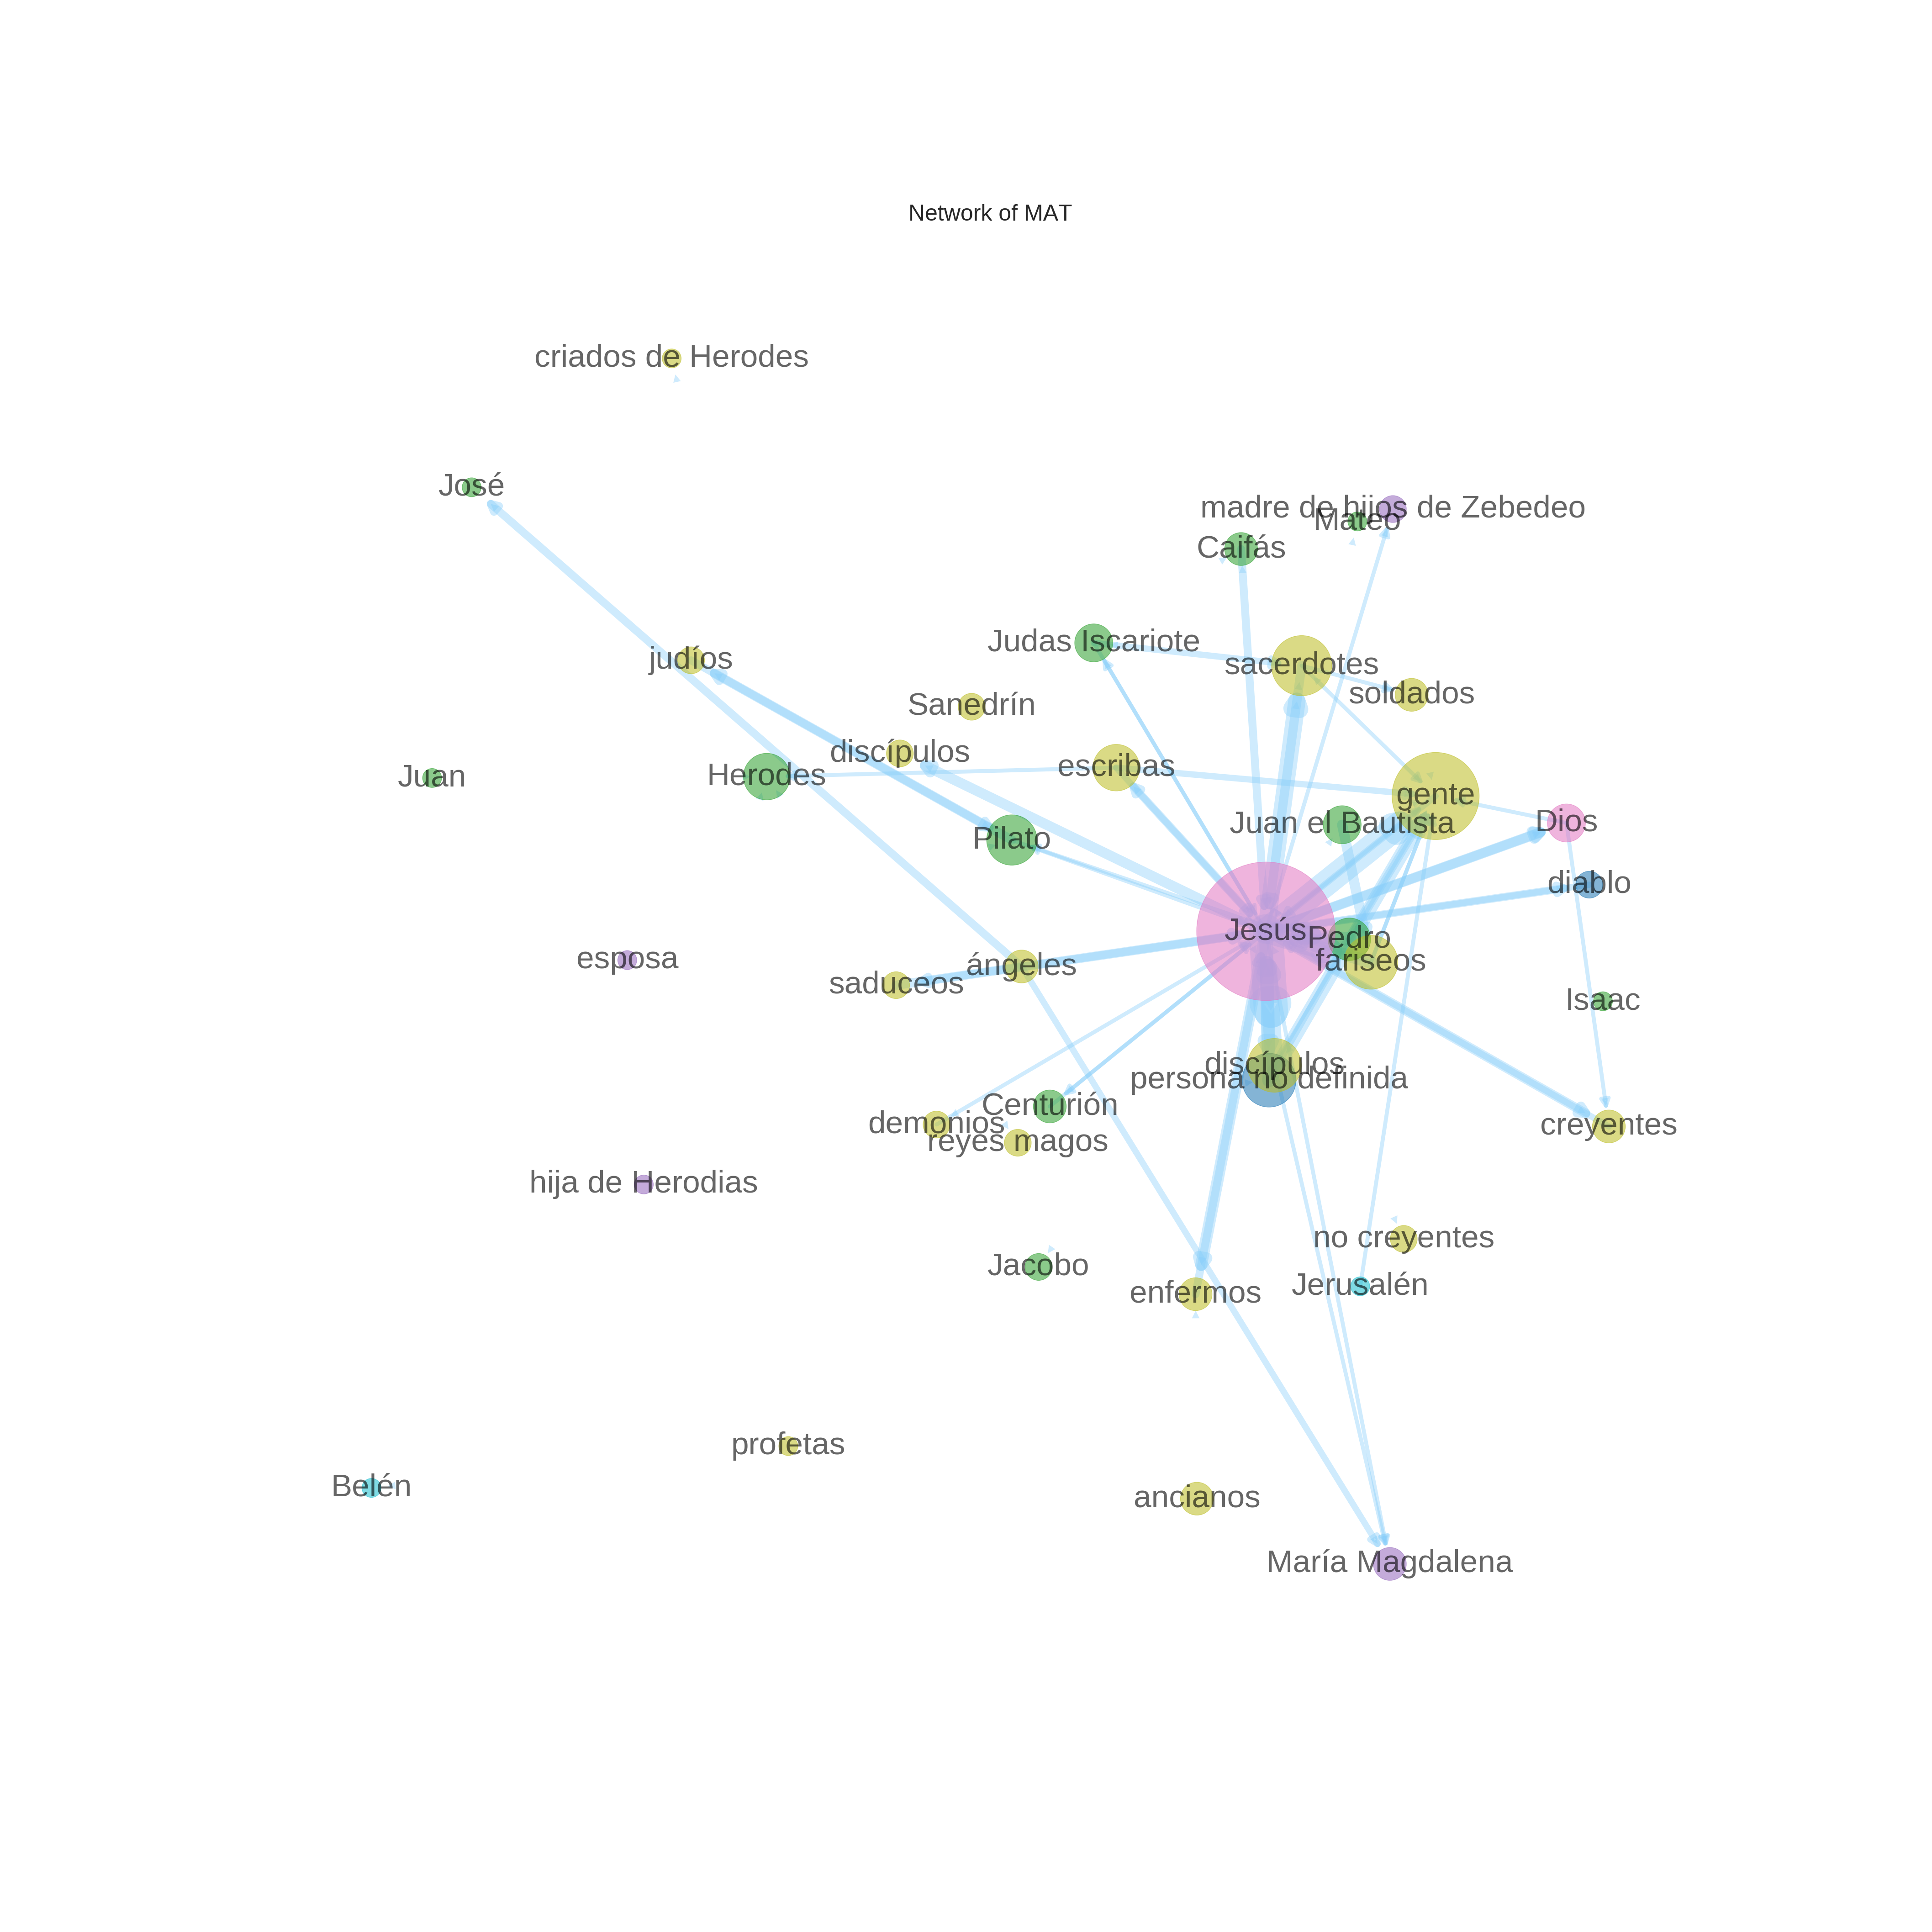 Network of MAT
criados de Herodes
José
madre de hijos de Zebedeo
Mateo
Caifás
Judas Iscariote
judíos
sacerdotes
soldados
Sanedrín
discípulos
escribas
Herodes
Juan
gente
Juan el Bautista
Dios
Pilato
diablo
Jesús
Pedro
fariseos
esposa
ángeles
saduceos
Isaac
discípulos
persona no definida
Centurión
demonios
reyes magos
creyentes
hija de Herodias
no creyentes
Jacobo
Jerusalén
enfermos
profetas
Belén
ancianos
María Magdalena